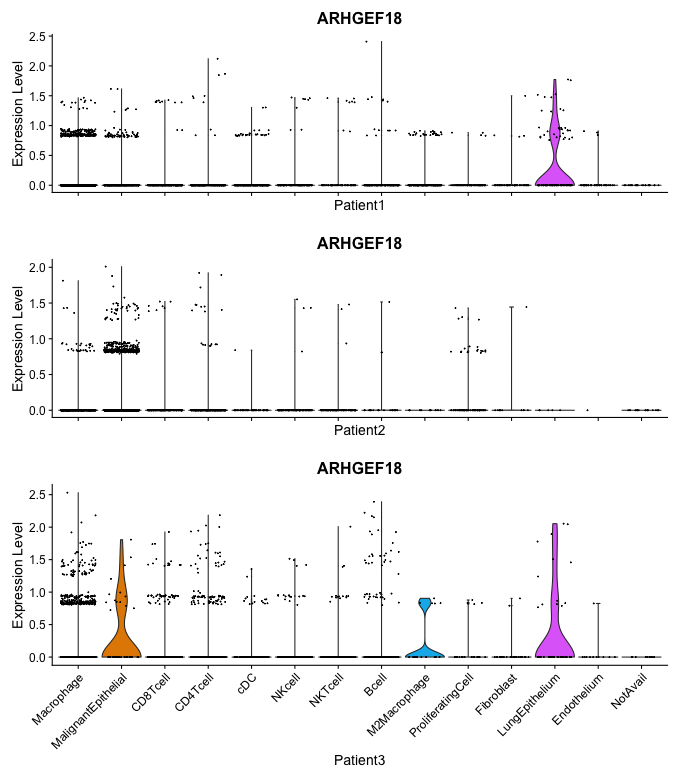 ARHGEF18
Expression Level
2.5
2.0
1.5
1.0
0.5
0.0
Patient1
ARHGEF18
Expression Level
2.0
1.5
1.0
0.5
0.0
Patient2
ARHGEF18
Expression Level
2.5
2.0
1.5
1.0
0.5
0.0
Macrophage
MalignantEpithelial
CD8Tcell
CD4Tcell
cDC
NKcell
NKTcell
Bcell
M2Macrophage
ProliferatingCell
Fibroblast
LungEpithelium
Endothelium
NotAvail
Patient3